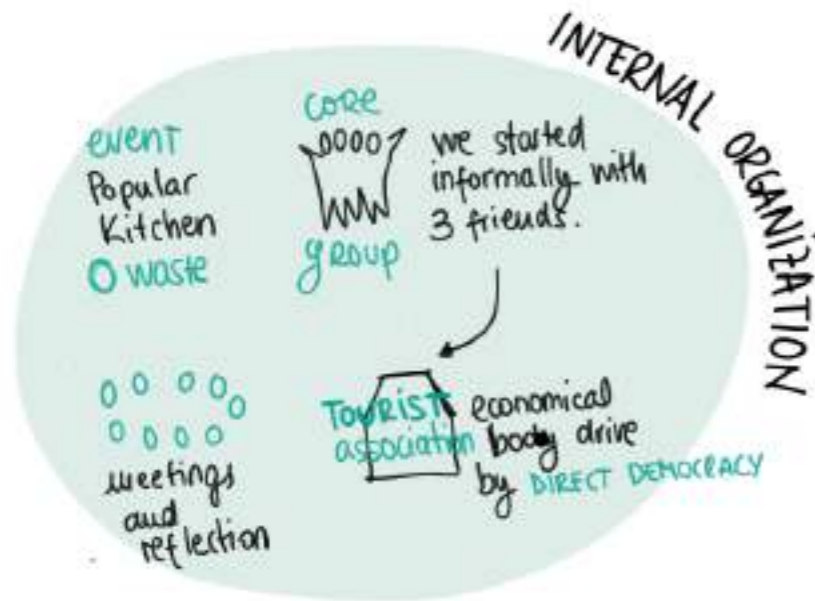 INTERNAL ORGANIZATION
event
Popular
Kitchen
0 waste
CORE
group
we started
informally with
3 friends.
meetings
and
reflection
TOURIST
association
economical
body drive
by DIRECT DEMOCRACY